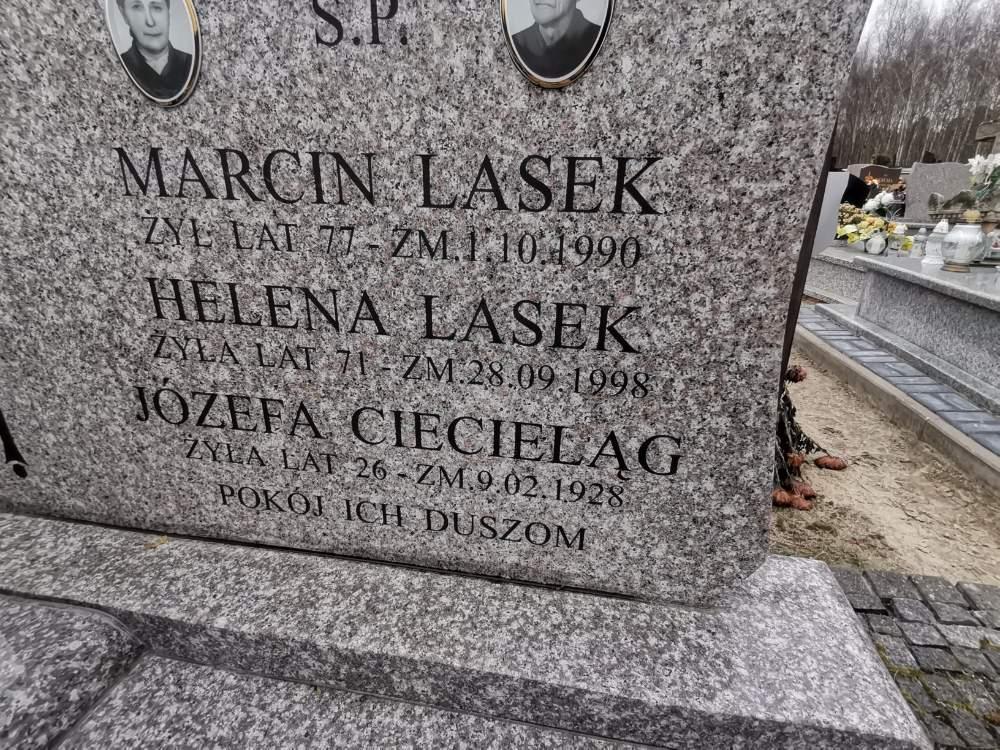 Ś.P.
MARCIN LASEK
ŻYŁ LAT 77 - ZM.1.10.1990
HELENA LASEK
ŻYŁA LAT 71 - ZM.28.09.1998
JÓZEFA CIECIELĄG
ŻYŁA LAT 26 - ZM.9.02.1928
POKÓJ ICH DUSZOM